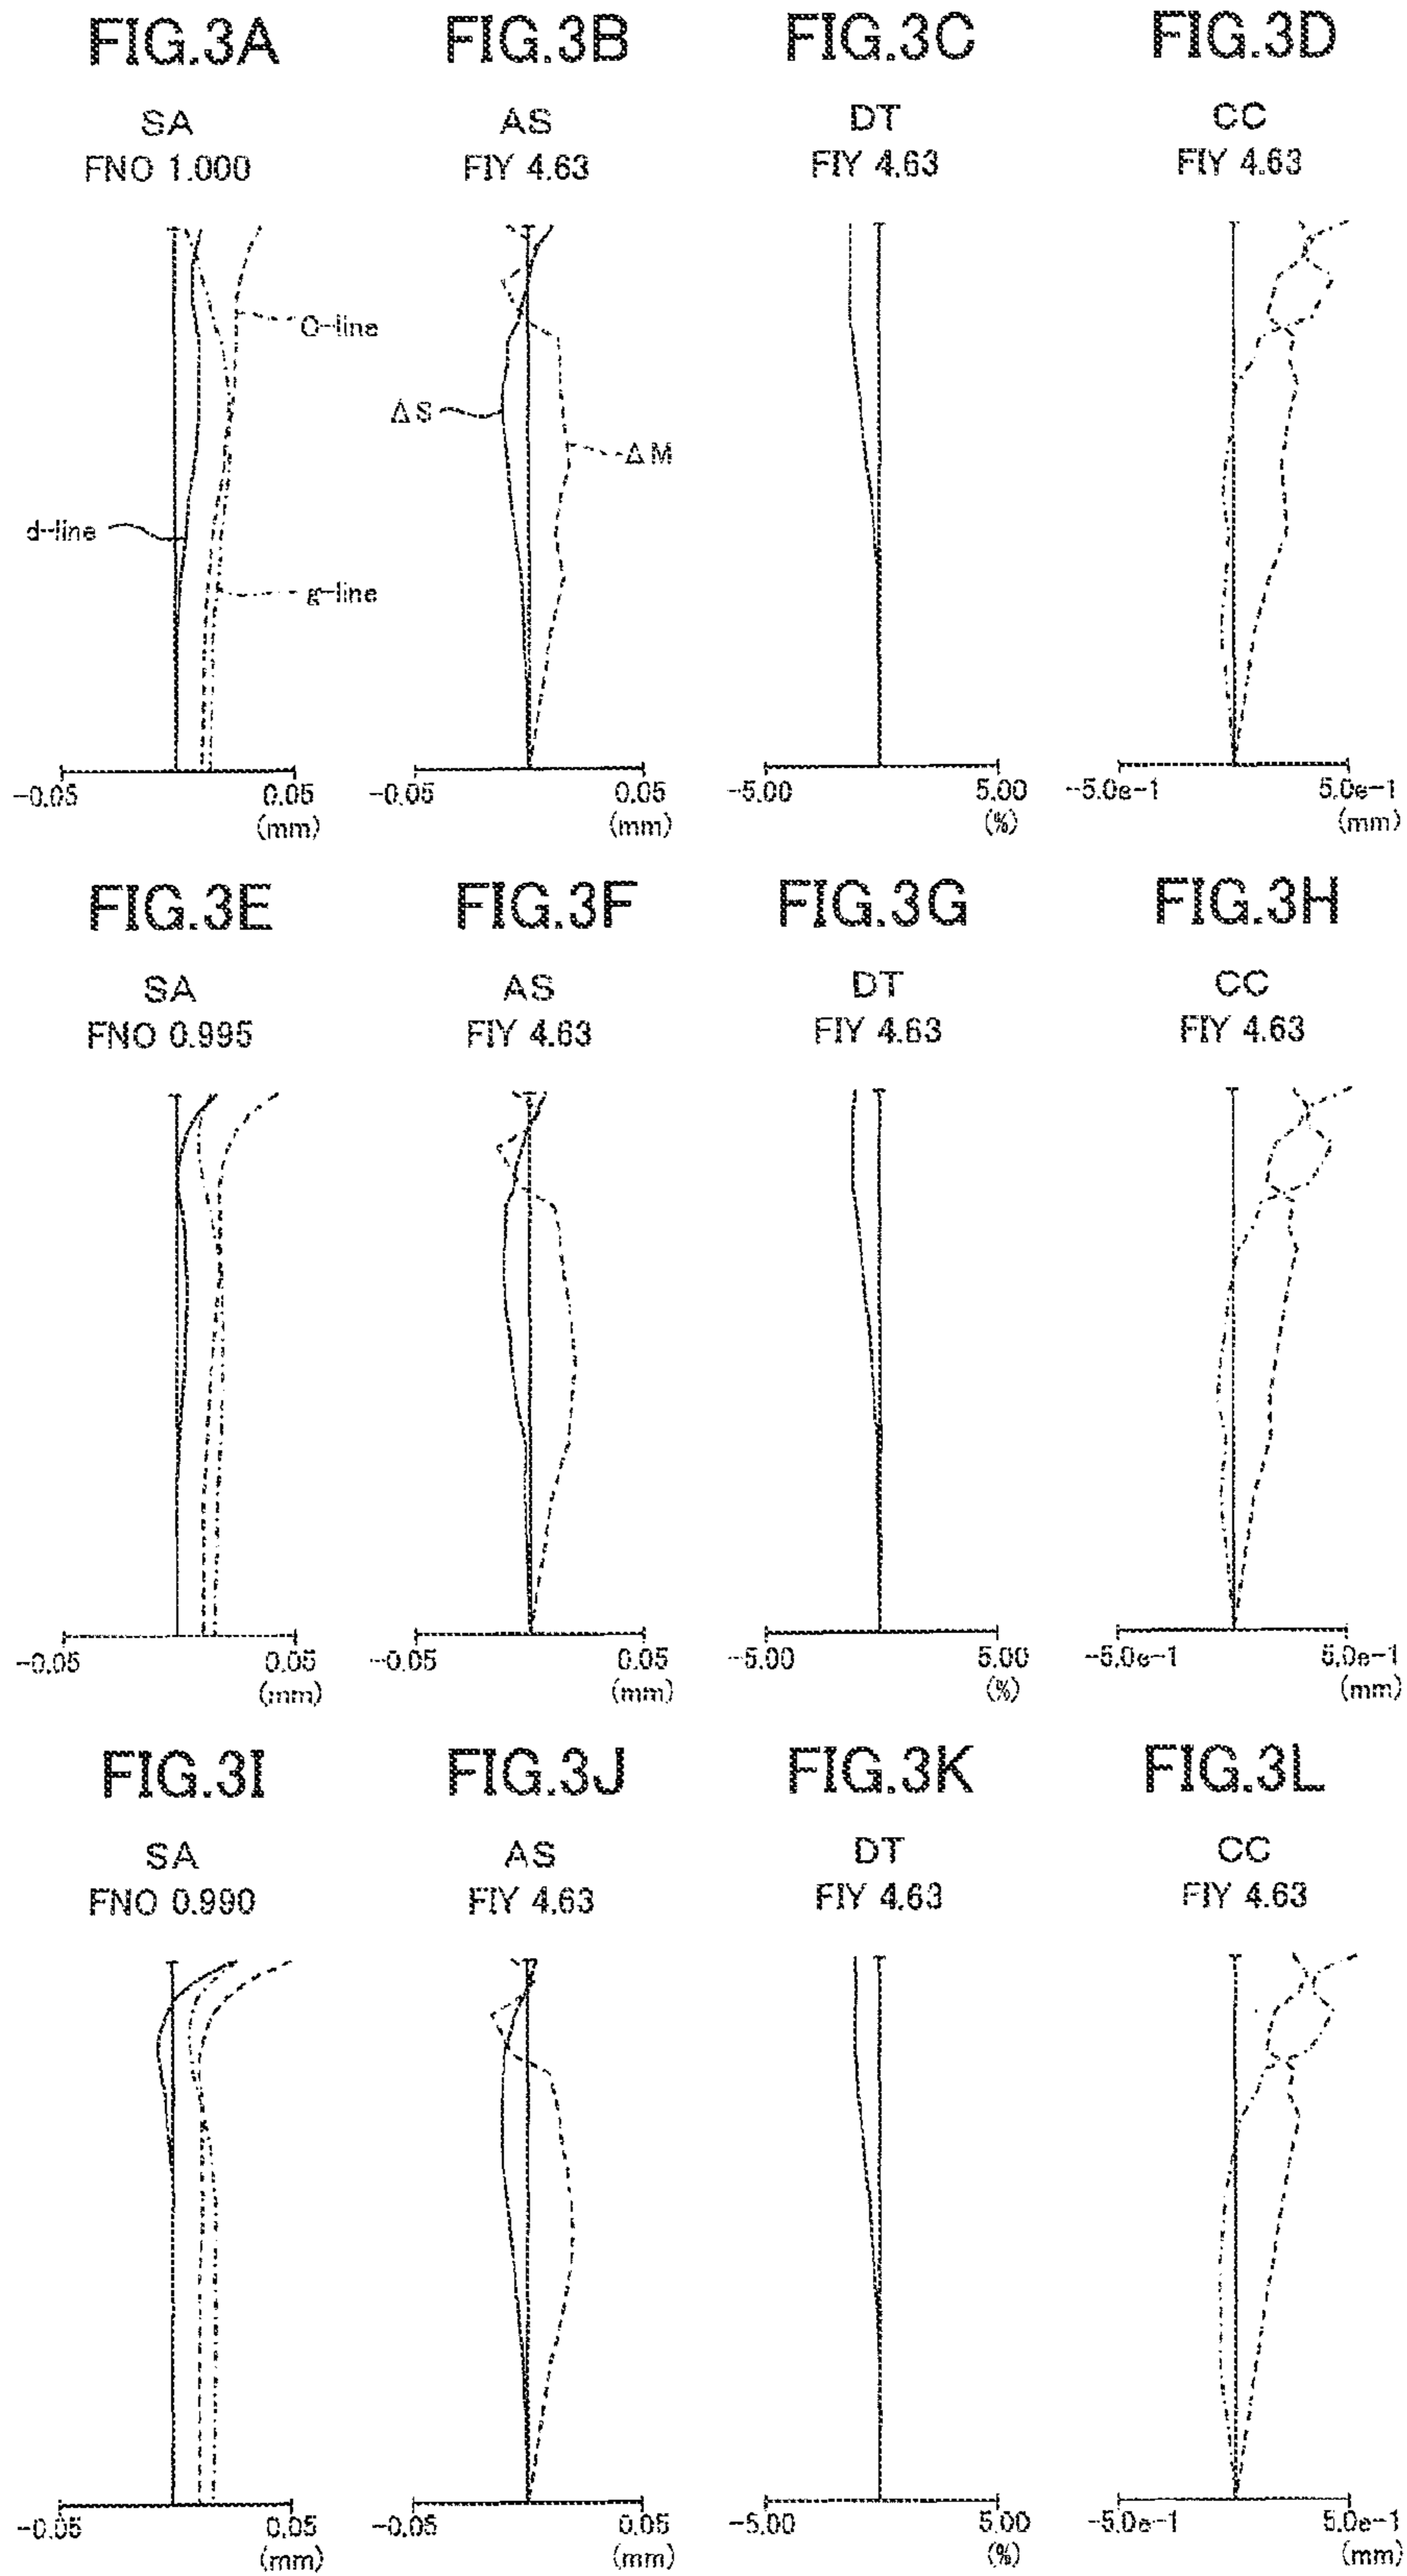 FIG.3A FIG.3B FIG.3C FIG.3D
SA AS DT CC
FNO 1.000 FIY 4.63 FIY 4.63 FIY 4.63
C-line
ΔS
ΔM
d-line
g-line
-0.05 0.05 -0.05 0.05 -5.00 5.00 -5.0e-1 5.0e-1
(mm) (mm) (%) (mm)
FIG.3E FIG.3F FIG.3G FIG.3H
SA AS DT CC
FNO 0.995 FIY 4.63 FIY 4.63 FIY 4.63
-0.05 0.05 -0.05 0.05 -5.00 5.00 -5.0e-1 5.0e-1
(mm) (mm) (%) (mm)
FIG.3I FIG.3J FIG.3K FIG.3L
SA AS DT CC
FNO 0.990 FIY 4.63 FIY 4.63 FIY 4.63
-0.05 0.05 -0.05 0.05 -5.00 5.00 -5.0e-1 5.0e-1
(mm) (mm) (%) (mm)